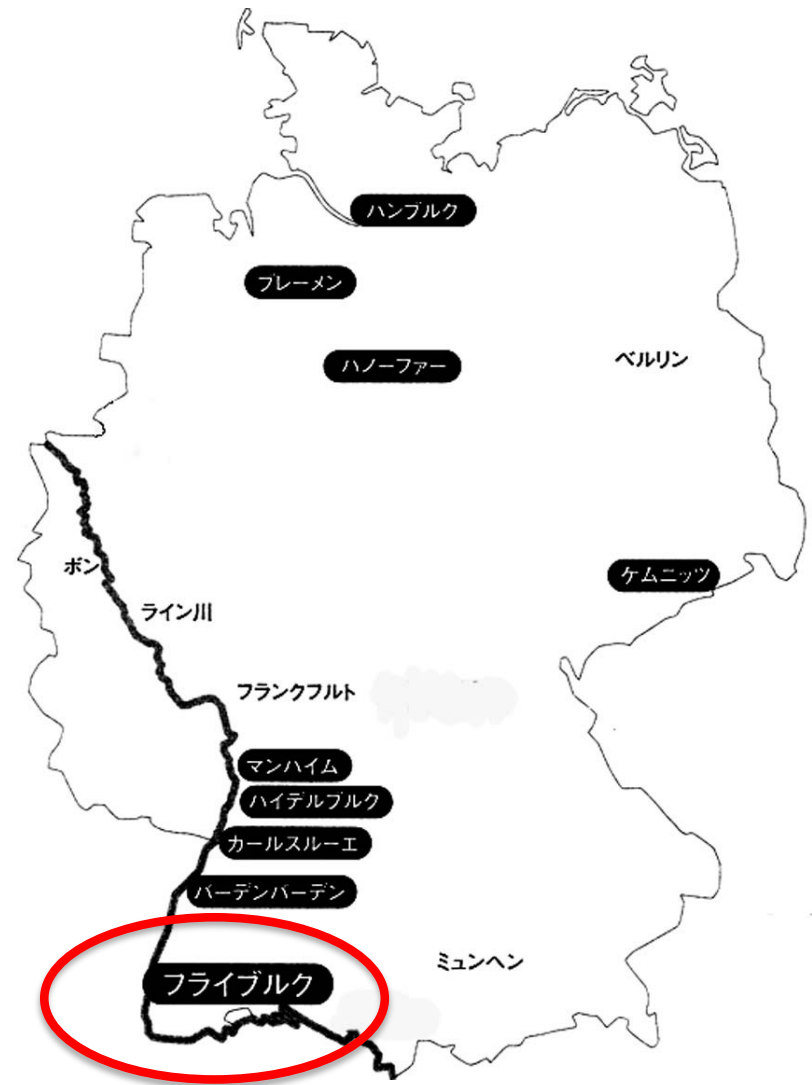 ハンブルク
ブレーメン
ハノーファー
ベルリン
ボン
ケムニッツ
ライン川
フランクフルト
マンハイム
ハイデルブルク
カールスルーエ
バーデンバーデン
フライブルク
ミュンヘン